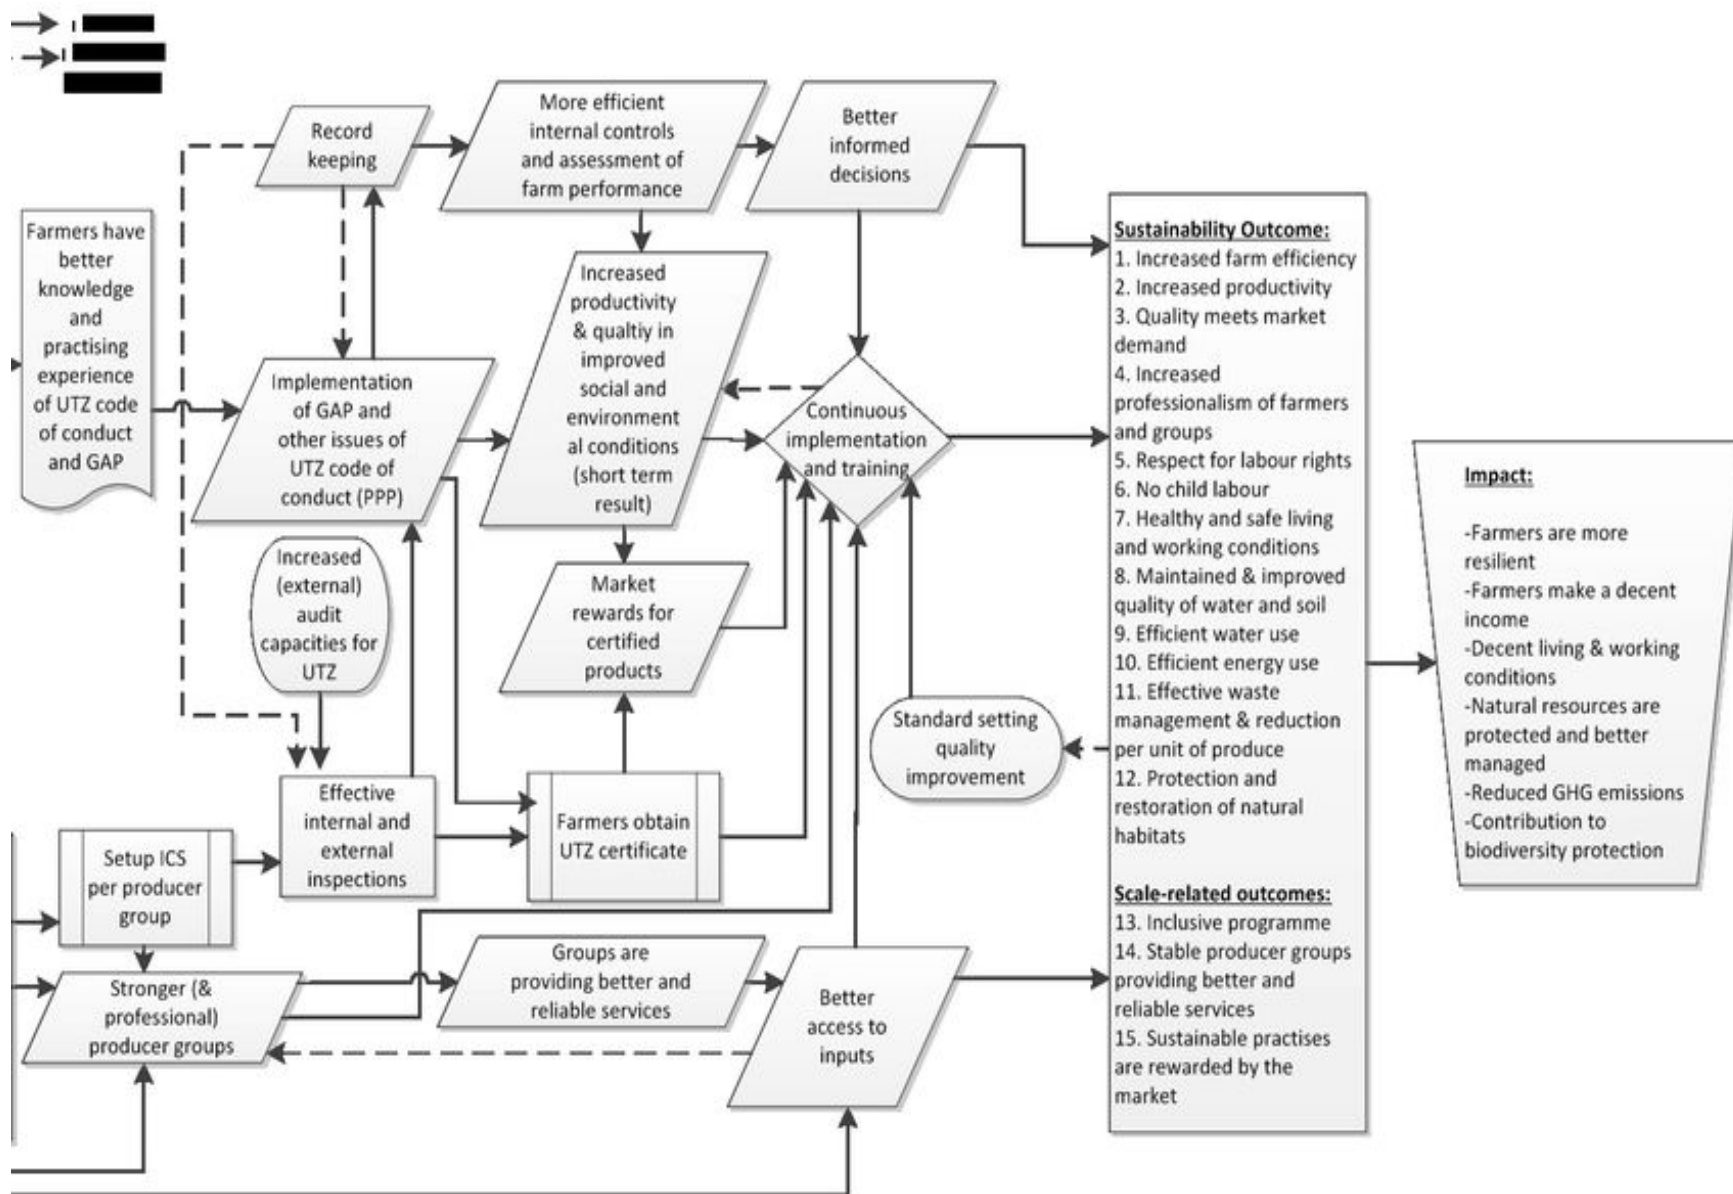 Record
keeping
More efficient
internal controls
and assessment of
farm performance
Better
informed
decisions
Farmers have
better
knowledge
and
practising
experience
of UTZ code
of conduct
and GAP
Implementation
of GAP and
other issues of
UTZ code of
conduct (PPP)
Increased
productivity
& qualtiy in
improved
social and
environment
al conditions
(short term
result)
Continuous
implementation
and training
Increased
(external)
audit
capacities for
UTZ
Market
rewards for
certified
products
Standard setting
quality
improvement
Setup ICS
per producer
group
Effective
internal and
external
inspections
Farmers obtain
UTZ certificate
Stronger (&
professional)
producer groups
Groups are
providing better and
reliable services
Better
access to
inputs
Sustainability Outcome:
1. Increased farm efficiency
2. Increased productivity
3. Quality meets market
demand
4. Increased
professionalism of farmers
and groups
5. Respect for labour rights
6. No child labour
7. Healthy and safe living
and working conditions
8. Maintained & improved
quality of water and soil
9. Efficient water use
10. Efficient energy use
11. Effective waste
management & reduction
per unit of produce
12. Protection and
restoration of natural
habitats
Scale-related outcomes:
13. Inclusive programme
14. Stable producer groups
providing better and
reliable services
15. Sustainable practises
are rewarded by the
market
Impact:
-Farmers are more
resilient
-Farmers make a decent
income
-Decent living & working
conditions
-Natural resources are
protected and better
managed
-Reduced GHG emissions
-Contribution to
biodiversity protection